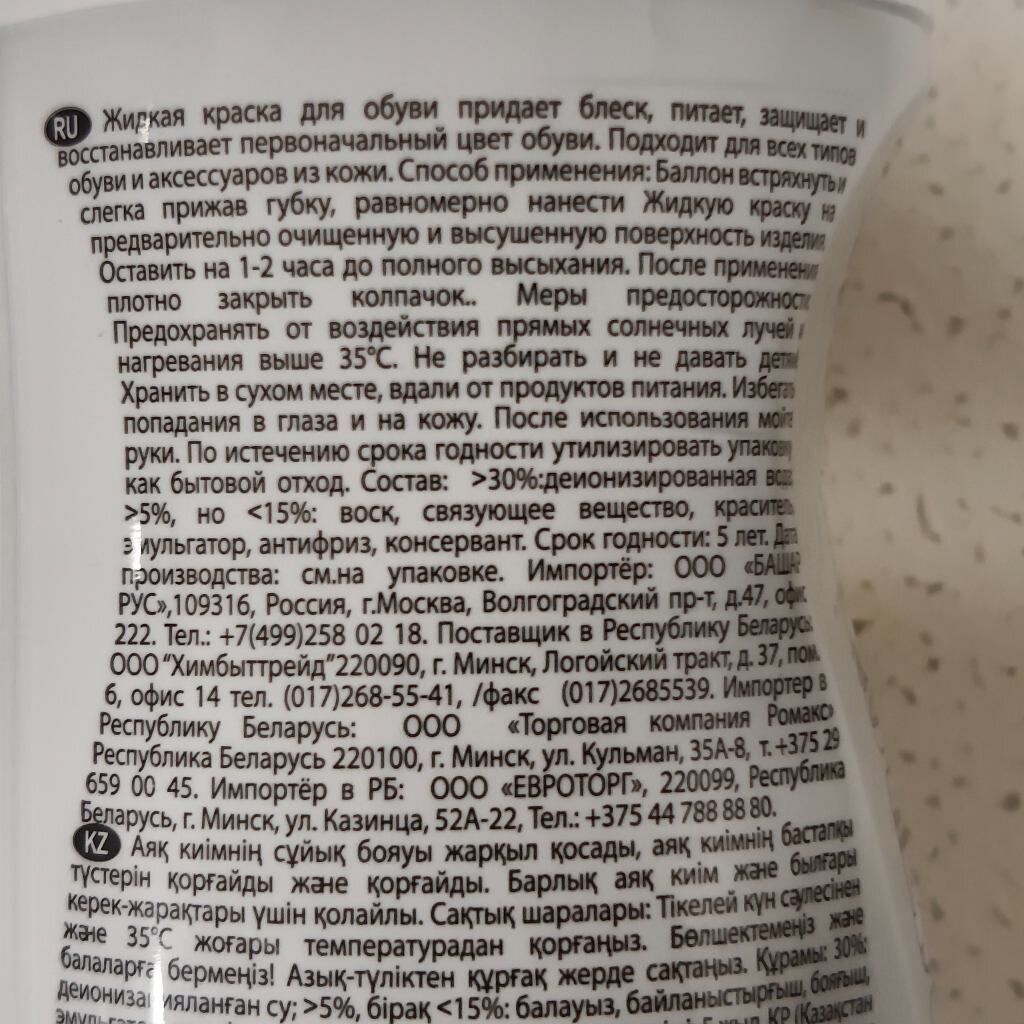 RU Жидкая краска для обуви придает блеск, питает, защищает и
восстанавливает первоначальный цвет обуви. Подходит для всех типов
обуви и аксессуаров из кожи. Способ применения: Баллон встряхнуть и
слегка прижав губку, равномерно нанести Жидкую краску на
предварительно очищенную и высушенную поверхность изделия
Оставить на 1-2 часа до полного высыхания. После применени
плотно закрыть колпачок.. Меры предосторожности
Предохранять от воздействия прямых солнечных лучей и
нагревания выше 35°C. Не разбирать и не давать детям
Хранить в сухом месте, вдали от продуктов питания. Избегать
попадания в глаза и на кожу. После использования мойте
руки. По истечению срока годности утилизировать упаковку
как бытовой отход. Состав: >30%:деионизированная вода
>5%, но <15%: воск, связующее вещество, краситель
эмульгатор, антифриз, консервант. Срок годности: 5 лет. Дата
производства: см.на упаковке. Импортёр: ООО «БАШАР
РУС»,109316, Россия, г.Москва, Волгоградский пр-т, д.47, офис
222. Тел.: +7(499)258 02 18. Поставщик в Республику Беларусь
ООО "Химбыттрейд"220090, г. Минск, Логойский тракт, д. 37, пом.
6, офис 14 тел. (017)268-55-41, /факс (017)2685539. Импортер в
Республику Беларусь: ООО «Торговая компания Ромакс»
Республика Беларусь 220100, г. Минск, ул. Кульман, 35А-8, т. +375 29
659 00 45. Импортёр в РБ: ООО «ЕВРОТОРГ», 220099, Республика
Беларусь, г. Минск, ул. Казинца, 52А-22, Тел.: +375 44 788 88 80.
KZ Аяқ киімнің сұйық бояуы жарқыл қосады, аяқ киімнің бастапқы
түстерін қорғайды және қорғайды. Барлық аяқ киім және былғары
керек-жарақтары үшін қолайлы. Сақтық шаралары: Тікелей күн сәулесінен
және 35°C жоғары температурадан қорғаңыз. Бөлшектемеңіз және
балаларға бермеңіз! Азық-түліктен құрғақ жерде сақтаңыз. Құрамы: 30%:
деионизацияланған су; >5%, бірақ <15%: балауыз, байланыстырғыш, бояғыш,
ҚР (Қазақстан